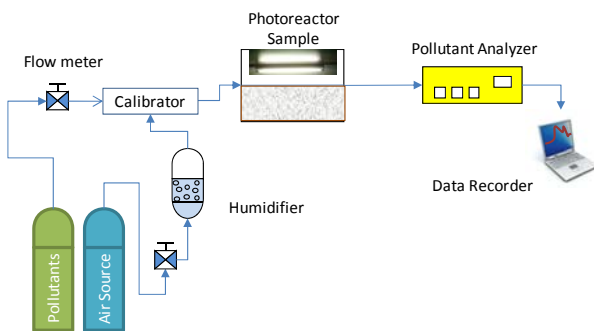 Photoreactor
Sample
Pollutant Analyzer
Flow meter
Calibrator
Data Recorder
Humidifier
Pollutants
Air Source